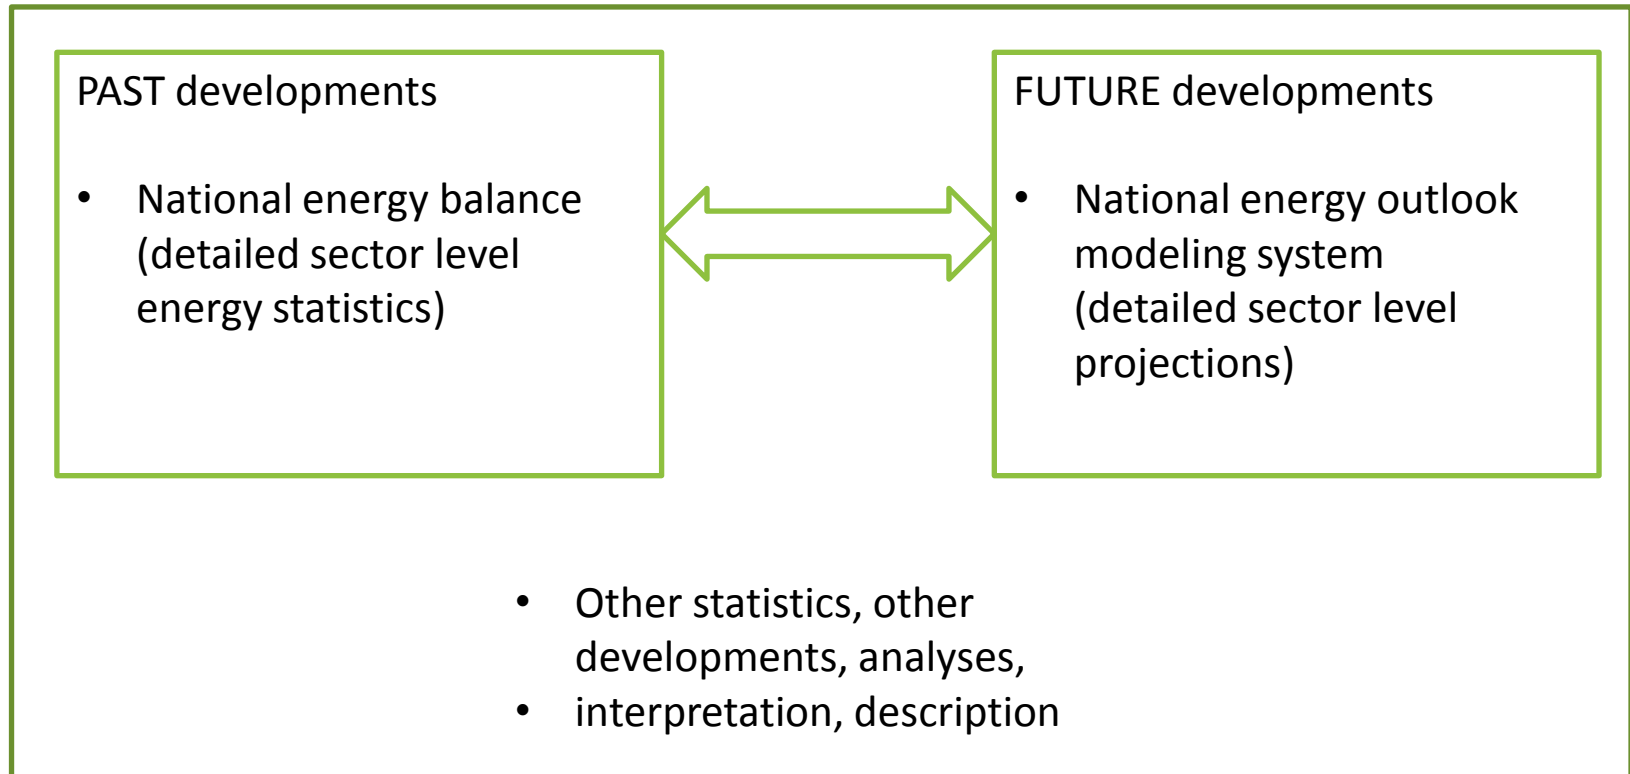 PAST developments
• National energy balance
(detailed sector level
energy statistics)
FUTURE developments
• National energy outlook
modeling system
(detailed sector level
projections)
• Other statistics, other
developments, analyses,
• interpretation, description